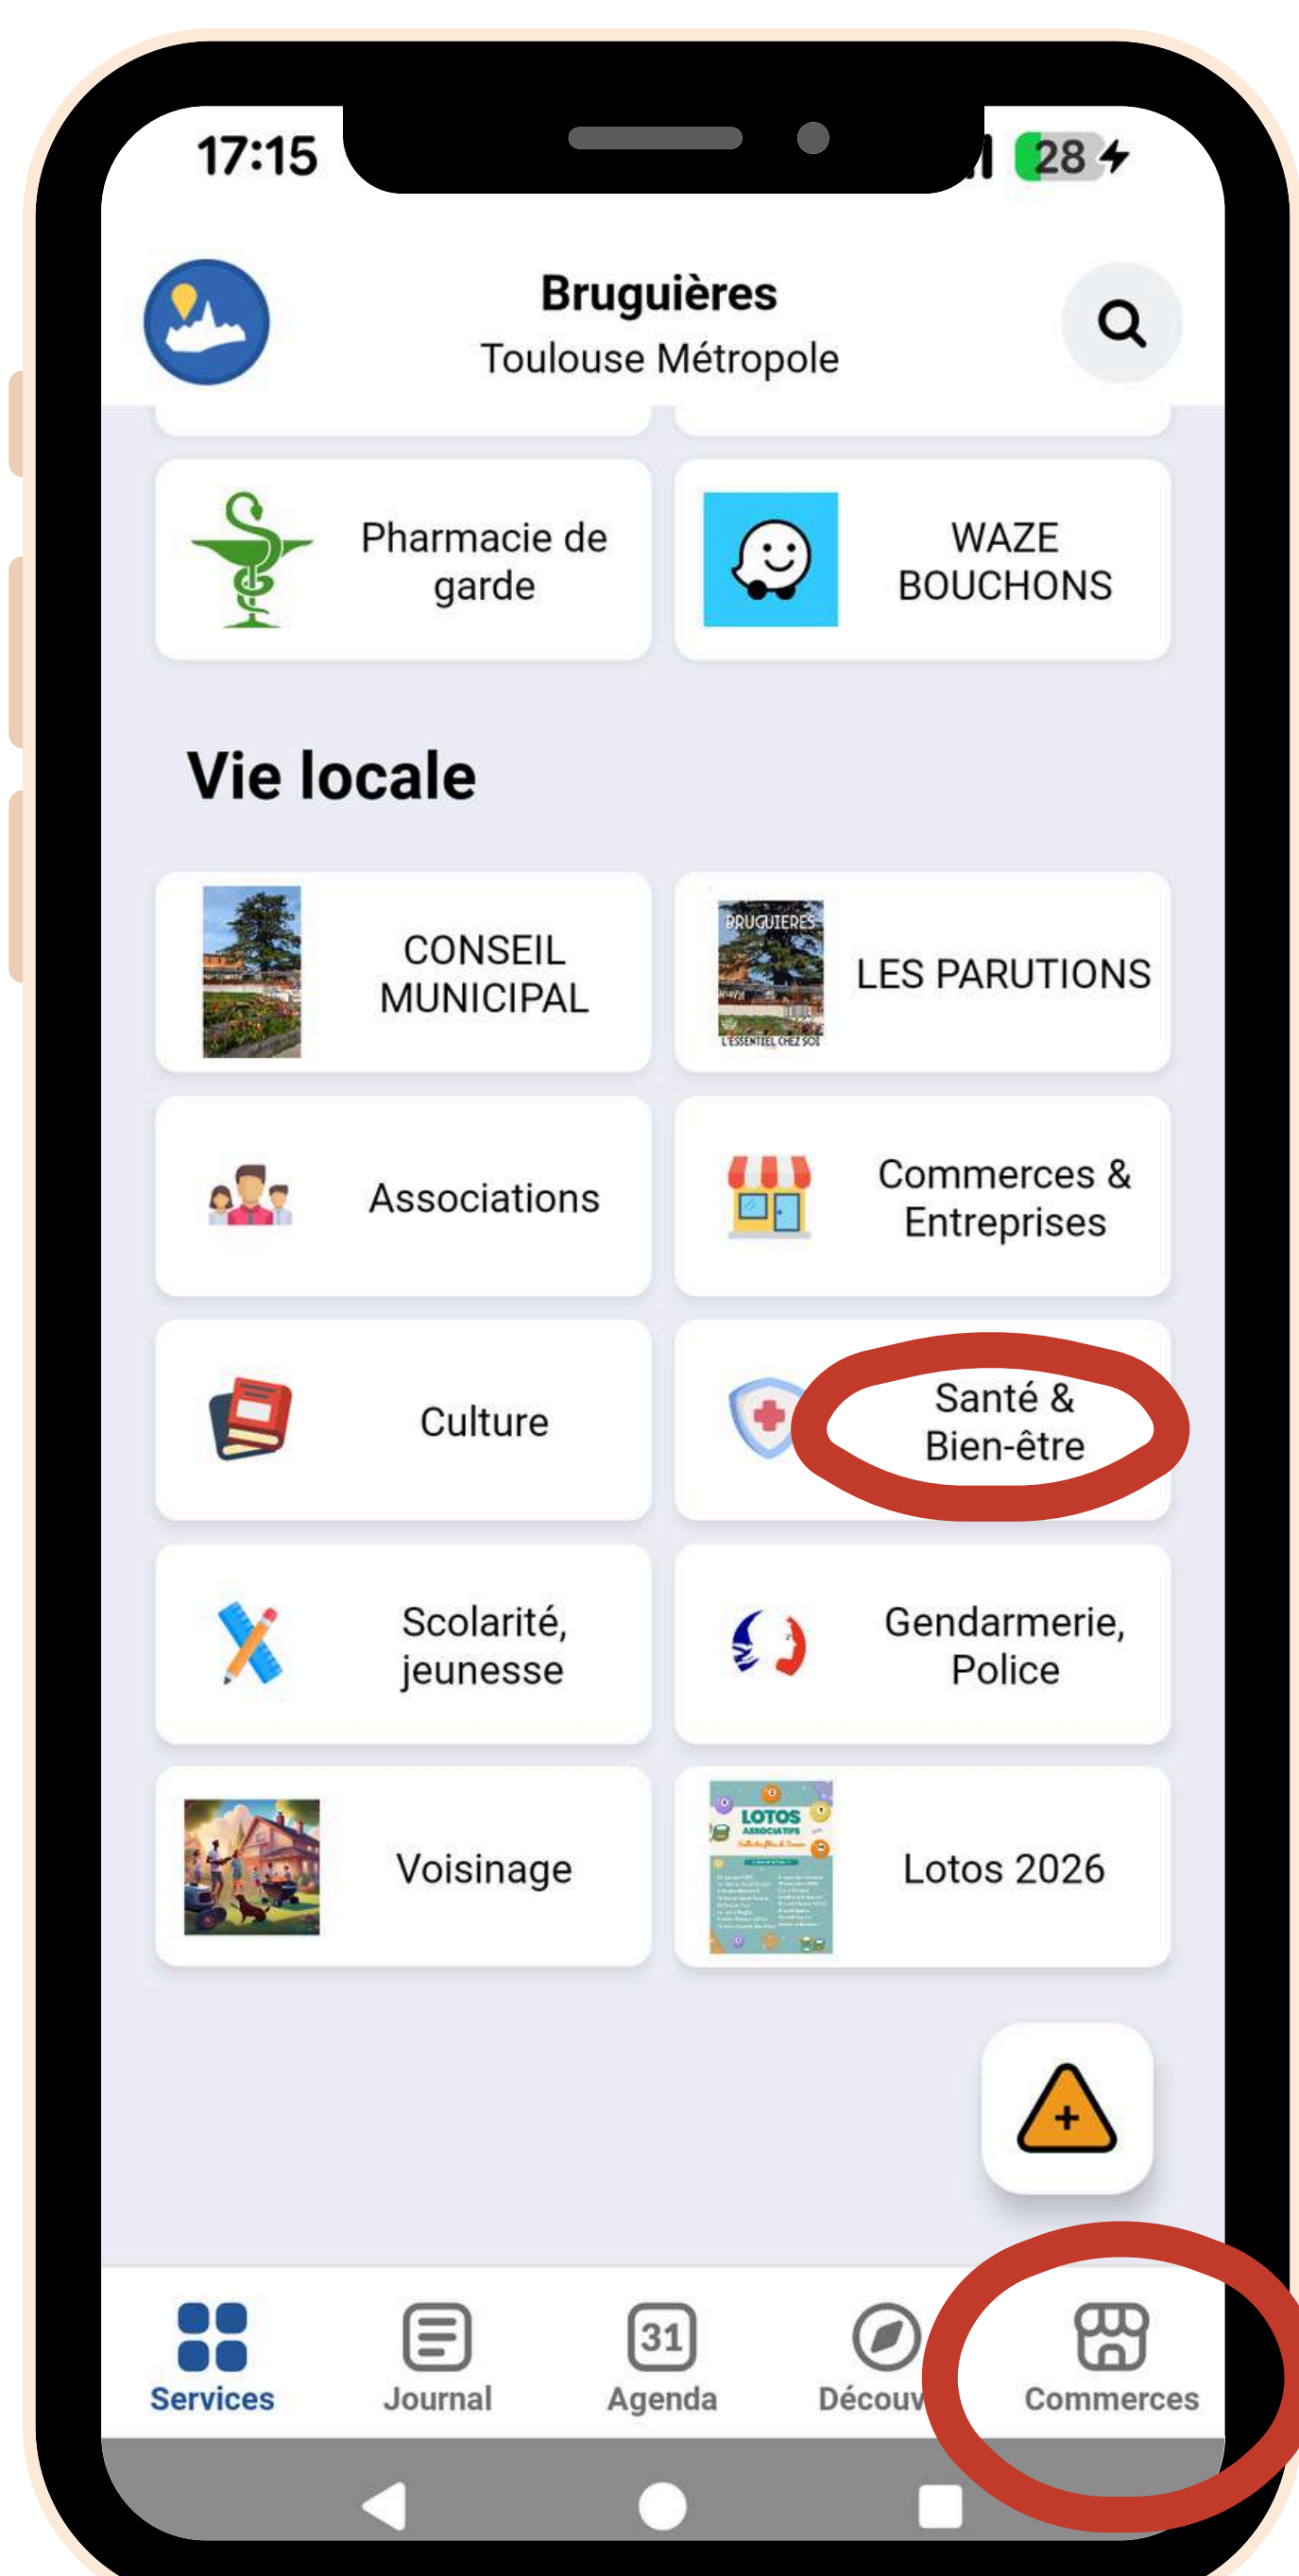 17:15
28
Bruguières
Toulouse Métropole
Pharmacie de
garde
WAZE
BOUCHONS
Vie locale
CONSEIL
MUNICIPAL
BRUGUIERES
L'ESSENTIEL CHEZ SOI
LES PARUTIONS
Associations
Commerces &
Entreprises
Culture
Santé &
Bien-être
Scolarité,
jeunesse
Gendarmerie,
Police
Voisinage
LOTOS
ASSOCIATIFS
Lotos 2026
+
Services
Journal
31
Agenda
Découv
Commerces